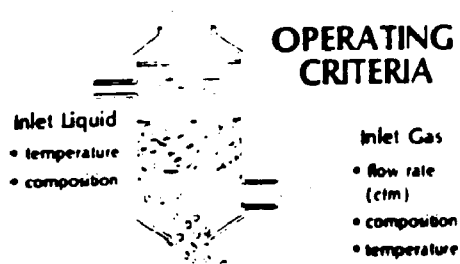 OPERATING
CRITERIA
Inlet Liquid
• temperature
• composition
Inlet Gas
• flow rate
(cfm)
• composition
• temperature